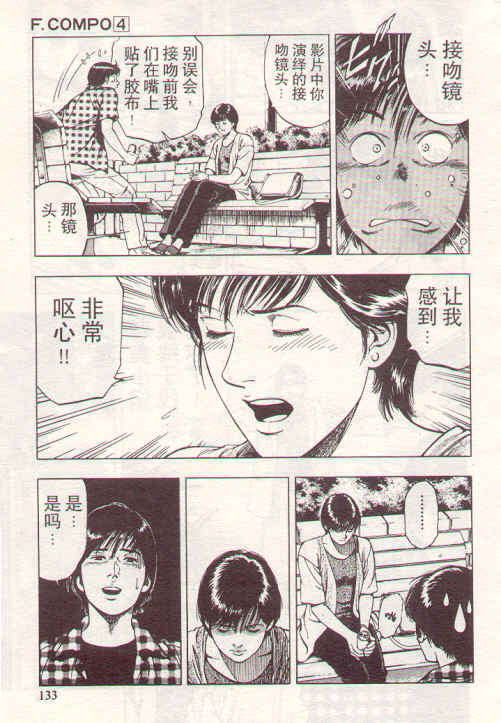 F. COMPO 4
接吻镜
头…
影片中你
演绎的接
吻镜头…
别误会，
接吻前我
们在嘴上
贴了胶布！
那镜
头…
让我
感到…
非常
呕心!!
………
是…
是吗…
133